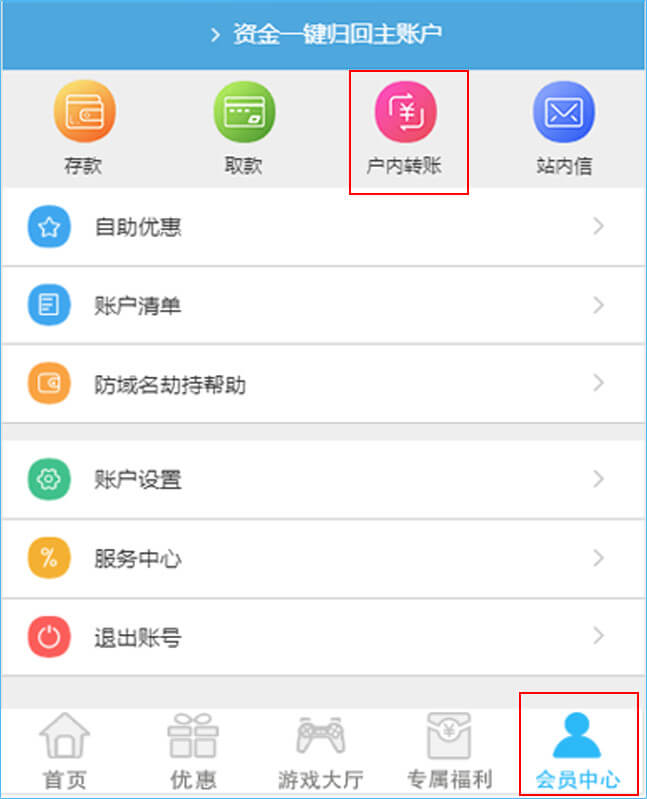 资金一键归回主账户
存款 取款 户内转账 站内信
自助优惠
账户清单
防域名劫持帮助
账户设置
服务中心
退出账号
首页 优惠 游戏大厅 专属福利 会员中心